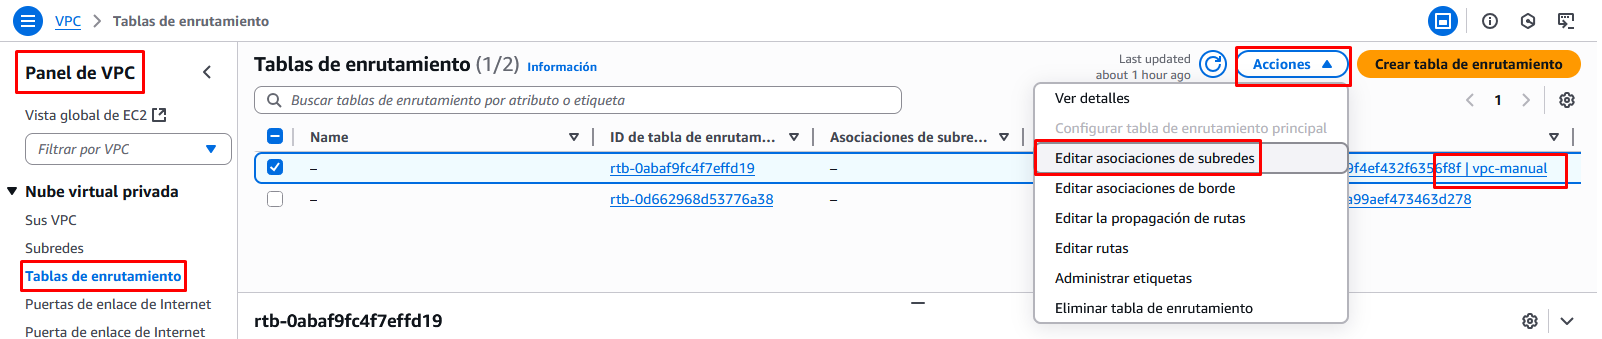 VPC > Tablas de enrutamiento
Panel de VPC
Vista global de EC2
Filtrar por VPC
Nube virtual privada
Sus VPC
Subredes
Tablas de enrutamiento
Puertas de enlace de Internet
Puerta de enlace de Internet
Tablas de enrutamiento (1/2) Información
Last updated
about 1 hour ago
Acciones
Crear tabla de enrutamiento
Buscar tablas de enrutamiento por atributo o etiqueta
1
Name ID de tabla de enrutam... Asociaciones de subre...
– rtb-0abaf9fc4f7effd19 – 9f4ef432f6356f8f | vpc-manual
– rtb-0d662968d53776a38 – a99aef473463d278
Ver detalles
Configurar tabla de enrutamiento principal
Editar asociaciones de subredes
Editar asociaciones de borde
Editar la propagación de rutas
Editar rutas
Administrar etiquetas
Eliminar tabla de enrutamiento
rtb-0abaf9fc4f7effd19